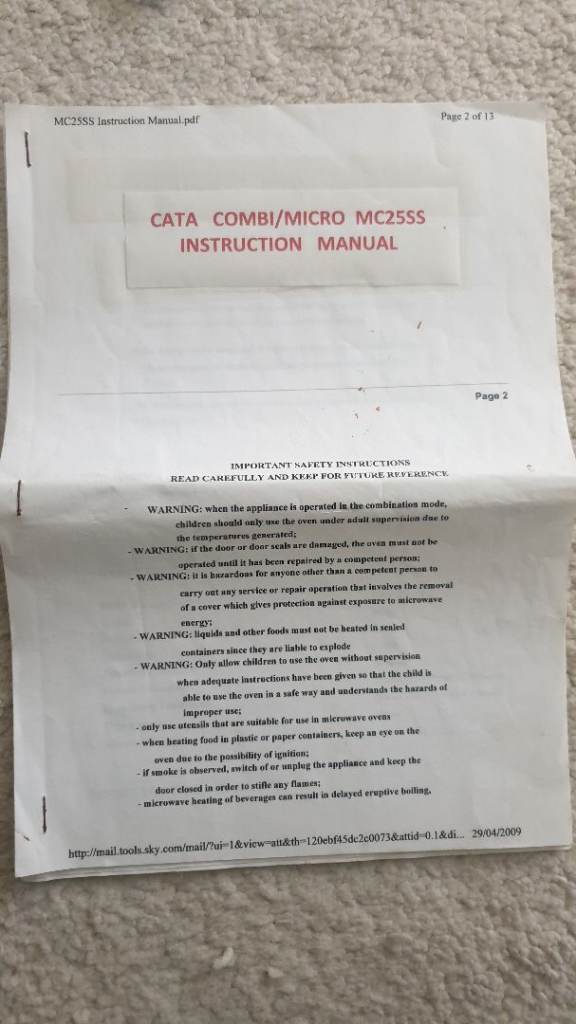 MC25SS Instruction Manual.pdf
Page 2 of 13
CATA COMBI/MICRO MC25SS
INSTRUCTION MANUAL
Page 2
IMPORTANT SAFETY INSTRUCTIONS
READ CAREFULLY AND KEEP FOR FUTURE REFERENCE
- WARNING: when the appliance is operated in the combination mode,
children should only use the oven under adult supervision due to
the temperatures generated;
- WARNING: if the door or door seals are damaged, the oven must not be
operated until it has been repaired by a competent person;
- WARNING: it is hazardous for anyone other than a competent person to
carry out any service or repair operation that involves the removal
of a cover which gives protection against exposure to microwave
energy;
- WARNING: liquids and other foods must not be heated in sealed
containers since they are liable to explode
- WARNING: Only allow children to use the oven without supervision
when adequate instructions have been given so that the child is
able to use the oven in a safe way and understands the hazards of
improper use;
- only use utensils that are suitable for use in microwave ovens
- when heating food in plastic or paper containers, keep an eye on the
oven due to the possibility of ignition;
- if smoke is observed, switch of or unplug the appliance and keep the
door closed in order to stifle any flames;
- microwave heating of beverages can result in delayed eruptive boiling,
http://mail.tools.sky.com/mail/?ui=1&view=att&th=120ebf45dc2c0073&attid=0.1&di... 29/04/2009